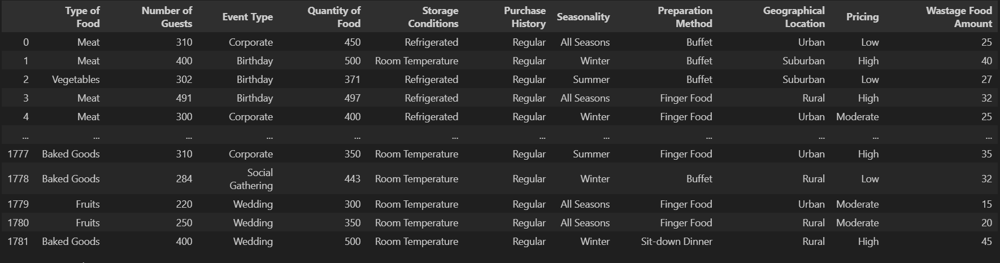 Type of Food Number of Guests Event Type Quantity of Food Storage Conditions Purchase History Seasonality Preparation Method Geographical Location Pricing Wastage Food Amount
0 Meat 310 Corporate 450 Refrigerated Regular All Seasons Buffet Urban Low 25
1 Meat 400 Birthday 500 Room Temperature Regular Winter Buffet Suburban High 40
2 Vegetables 302 Birthday 371 Refrigerated Regular Summer Buffet Suburban Low 27
3 Meat 491 Birthday 497 Refrigerated Regular All Seasons Finger Food Rural High 32
4 Meat 300 Corporate 400 Refrigerated Regular Winter Finger Food Urban Moderate 25
... ... ... ... ... ... ... ... ... ... ... ...
1777 Baked Goods 310 Corporate 350 Room Temperature Regular Summer Finger Food Urban High 35
1778 Baked Goods 284 Social Gathering 443 Room Temperature Regular Winter Buffet Rural Low 32
1779 Fruits 220 Wedding 300 Room Temperature Regular All Seasons Finger Food Urban Moderate 15
1780 Fruits 250 Wedding 350 Room Temperature Regular All Seasons Finger Food Rural Moderate 20
1781 Baked Goods 400 Wedding 500 Room Temperature Regular Winter Sit-down Dinner Rural High 45